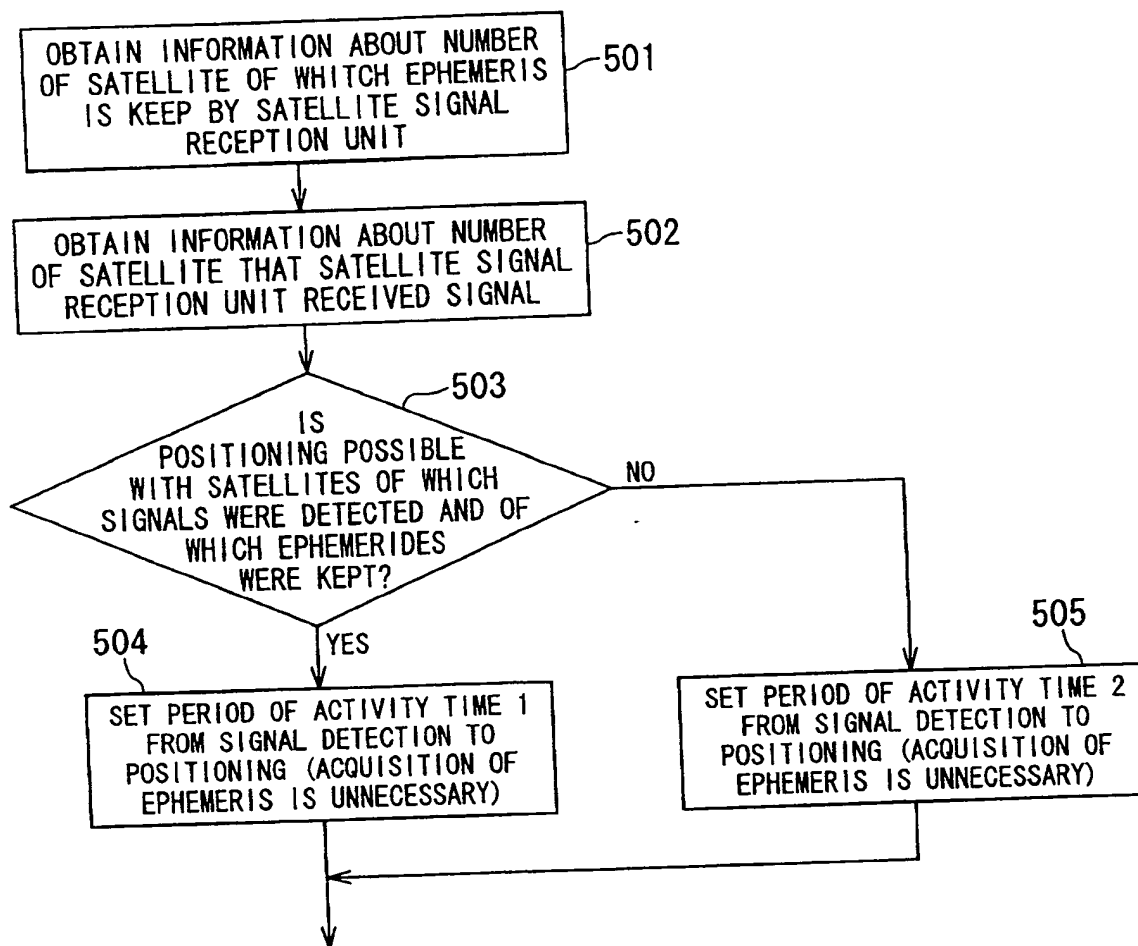 OBTAIN INFORMATION ABOUT NUMBER
OF SATELLITE OF WHITCH EPHEMERIS
IS KEEP BY SATELLITE SIGNAL
RECEPTION UNIT
501
OBTAIN INFORMATION ABOUT NUMBER
OF SATELLITE THAT SATELLITE SIGNAL
RECEPTION UNIT RECEIVED SIGNAL
502
503
IS
POSITIONING POSSIBLE
WITH SATELLITES OF WHICH
SIGNALS WERE DETECTED AND OF
WHICH EPHEMERIDES
WERE KEPT?
NO
YES
504
SET PERIOD OF ACTIVITY TIME 1
FROM SIGNAL DETECTION TO
POSITIONING (ACQUISITION OF
EPHEMERIS IS UNNECESSARY)
505
SET PERIOD OF ACTIVITY TIME 2
FROM SIGNAL DETECTION TO
POSITIONING (ACQUISITION OF
EPHEMERIS IS UNNECESSARY)